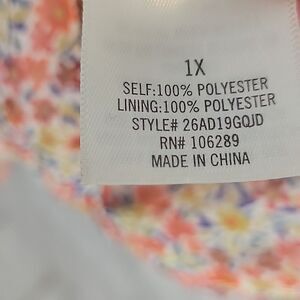 1X
SELF:100% POLYESTER
LINING:100% POLYESTER
STYLE# 26AD19GQJD
RN# 106289
MADE IN CHINA